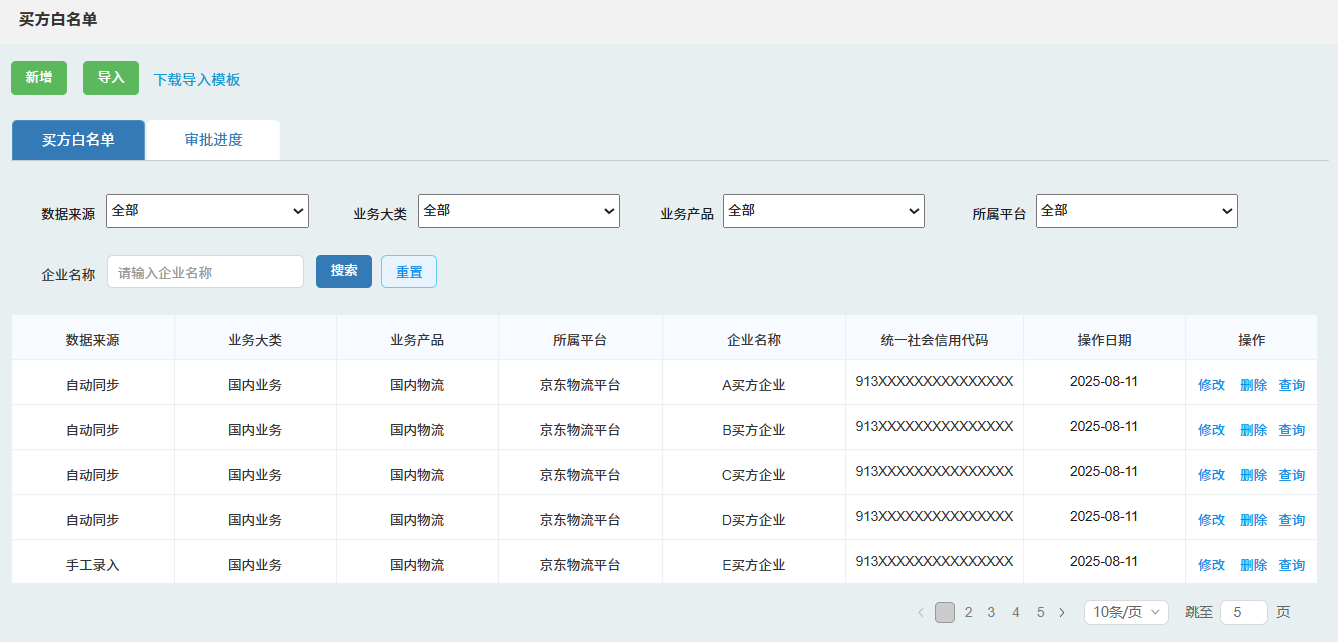 买方白名单
新增 导入 下载导入模板
买方白名单 审批进度
数据来源 全部 业务大类 全部 业务产品 全部 所属平台 全部
企业名称 请输入企业名称 搜索 重置
数据来源 业务大类 业务产品 所属平台 企业名称 统一社会信用代码 操作日期 操作
自动同步 国内业务 国内物流 京东物流平台 A买方企业 913XXXXXXXXXXXXXXX 2025-08-11 修改 删除 查询
自动同步 国内业务 国内物流 京东物流平台 B买方企业 913XXXXXXXXXXXXXXX 2025-08-11 修改 删除 查询
自动同步 国内业务 国内物流 京东物流平台 C买方企业 913XXXXXXXXXXXXXXX 2025-08-11 修改 删除 查询
自动同步 国内业务 国内物流 京东物流平台 D买方企业 913XXXXXXXXXXXXXXX 2025-08-11 修改 删除 查询
手工录入 国内业务 国内物流 京东物流平台 E买方企业 913XXXXXXXXXXXXXXX 2025-08-11 修改 删除 查询
2 3 4 5 10条/页 跳至 5 页